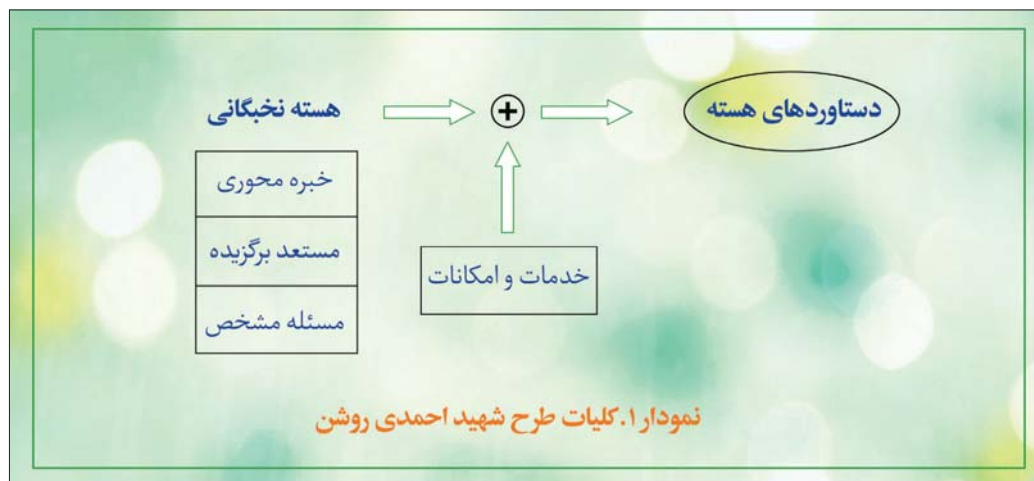 هسته نخبگانی
+
دستاوردهای هسته
خبره محوری
مستعد برگزیده
مسئله مشخص
خدمات و امکانات
نمودار ۱. کلیات طرح شهید احمدی روشن